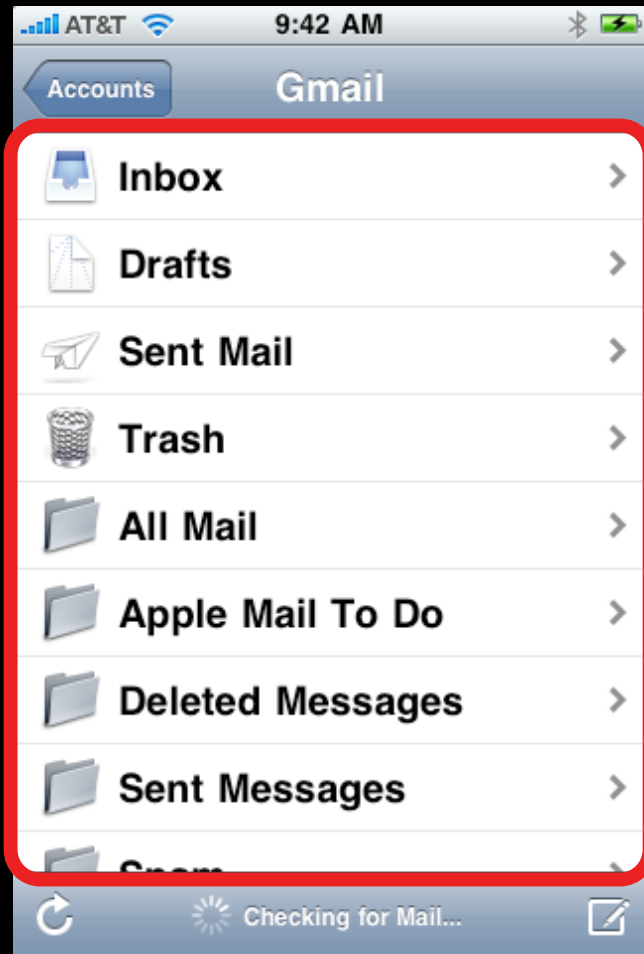 AT&T 9:42 AM
Accounts Gmail
Inbox
Drafts
Sent Mail
Trash
All Mail
Apple Mail To Do
Deleted Messages
Sent Messages
Spam
Checking for Mail...